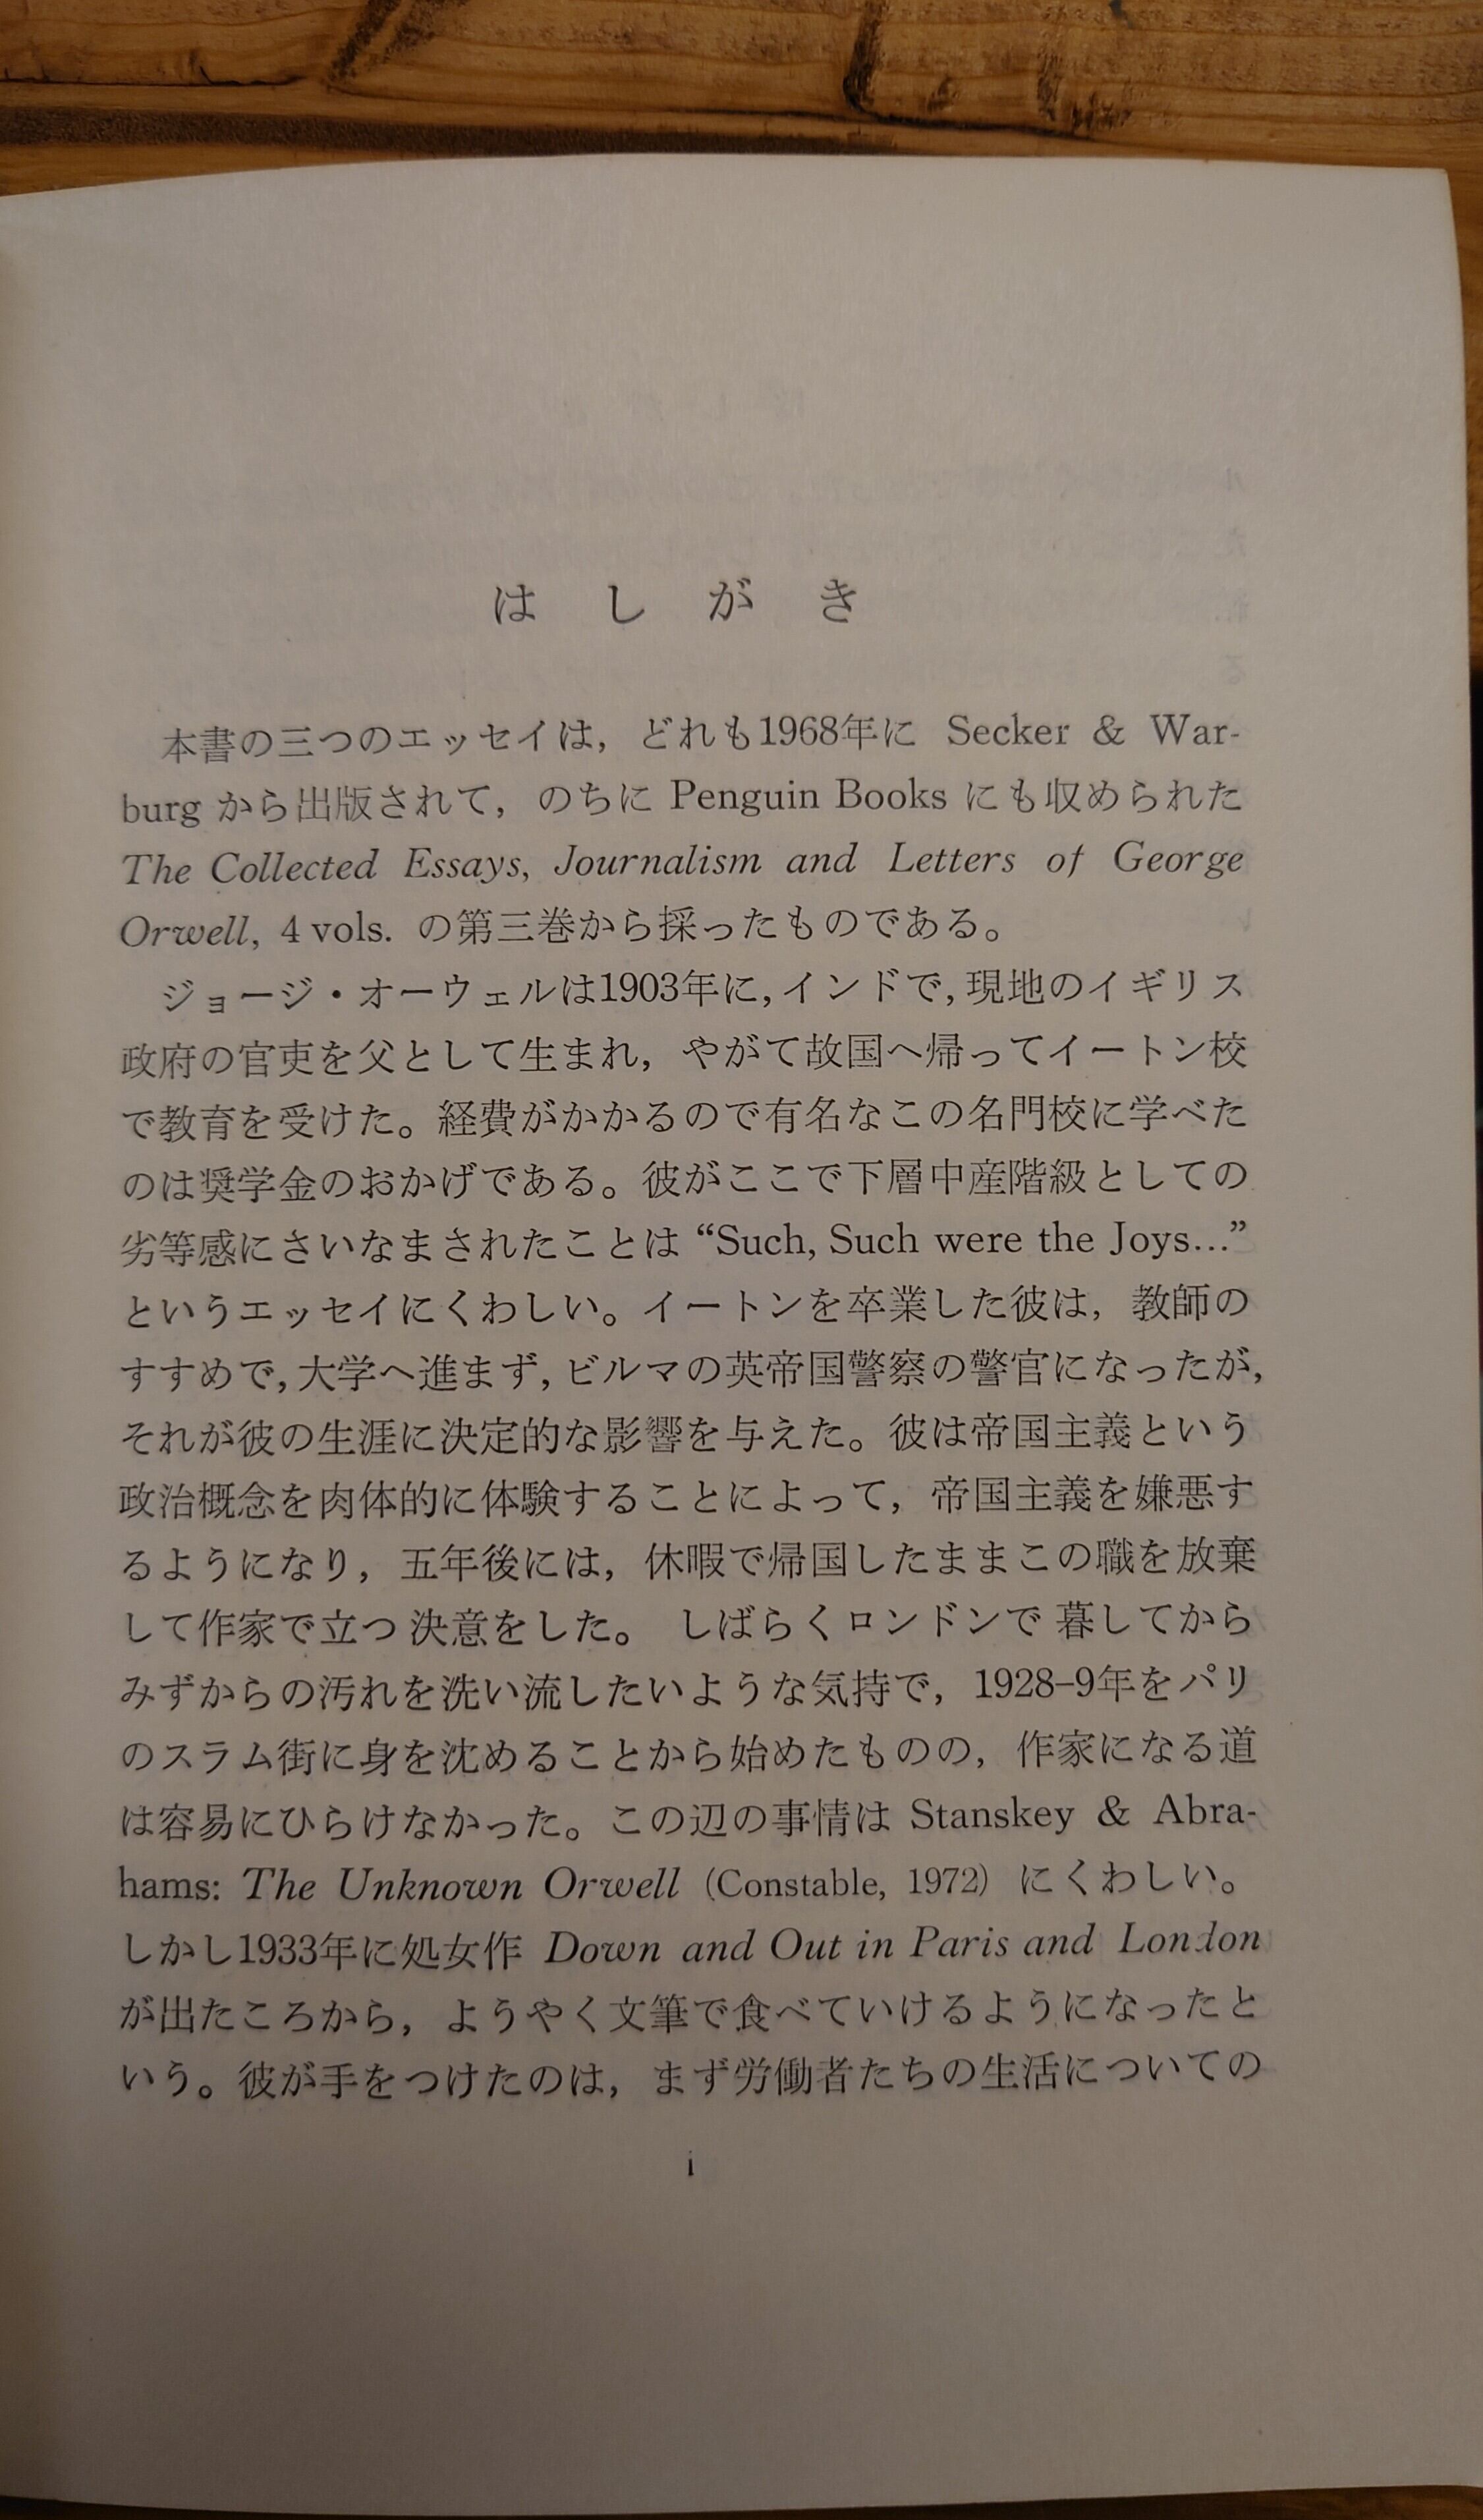 はしがき
本書の三つのエッセイは，どれも1968年に Secker & War-
burg から出版されて，のちに Penguin Books にも収められた
The Collected Essays, Journalism and Letters of George
Orwell, 4 vols. の第三巻から採ったものである。
ジョージ・オーウェルは1903年に，インドで，現地のイギリス
政府の官吏を父として生まれ，やがて故国へ帰ってイートン校
で教育を受けた。経費がかかるので有名なこの名門校に学べた
のは奨学金のおかげである。彼がここで下層中産階級としての
劣等感にさいなまされたことは “Such, Such were the Joys...”
というエッセイにくわしい。イートンを卒業した彼は，教師の
すすめで，大学へ進まず，ビルマの英帝国警察の警官になったが，
それが彼の生涯に決定的な影響を与えた。彼は帝国主義という
政治概念を肉体的に体験することによって，帝国主義を嫌悪す
るようになり，五年後には，休暇で帰国したままこの職を放棄
して作家で立つ決意をした。 しばらくロンドンで暮してから
みずからの汚れを洗い流したいような気持で，1928–9年をパリ
のスラム街に身を沈めることから始めたものの，作家になる道
は容易にひらけなかった。この辺の事情は Stanskey & Abra-
hams: The Unknown Orwell (Constable, 1972) にくわしい。
しかし1933年に処女作 Down and Out in Paris and London
が出たころから，ようやく文筆で食べていけるようになったと
いう。彼が手をつけたのは，まず労働者たちの生活についての
i